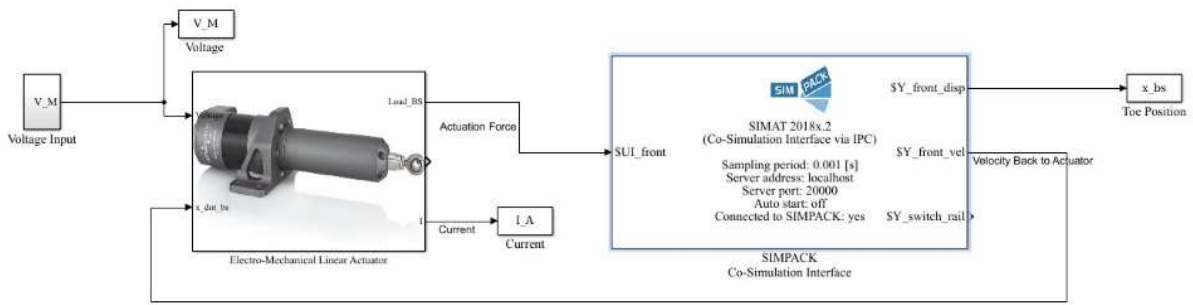 V_M
Voltage
V_M
Voltage Input
Voltage
Load_BS
x_dot_bs
I
Electro-Mechanical Linear Actuator
Actuation Force
Current
I_A
Current
SIMPACK
SIMAT 2018x.2
(Co-Simulation Interface via IPC)
Sampling period: 0.001 [s]
Server address: localhost
Server port: 20000
Auto start: off
Connected to SIMPACK: yes
$UI_front
$Y_front_disp
$Y_front_vel
$Y_switch_rail
SIMPACK
Co-Simulation Interface
Velocity Back to Actuator
x_bs
Toe Position